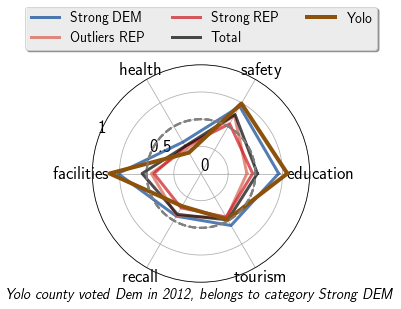 Strong DEM
Outliers REP
Strong REP
Total
Yolo
health
safety
1
0.5
0
facilities
education
recall
tourism
Yolo county voted Dem in 2012, belongs to category Strong DEM